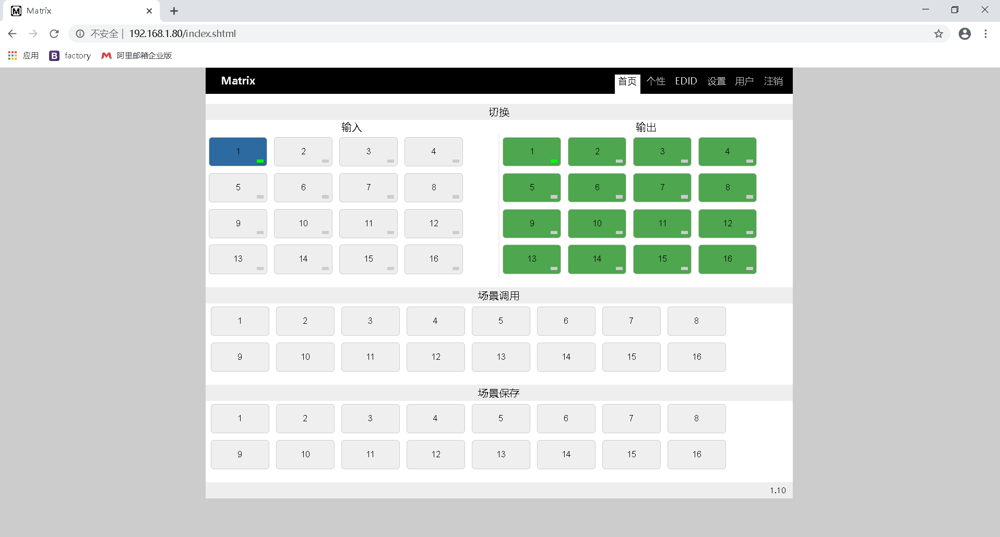 Matrix
不安全 | 192.168.1.80/index.shtml
应用 factory 阿里邮箱企业版
Matrix 首页 个性 EDID 设置 用户 注销
切换
输入 输出
1 2 3 4 1 2 3 4
5 6 7 8 5 6 7 8
9 10 11 12 9 10 11 12
13 14 15 16 13 14 15 16
场景调用
1 2 3 4 5 6 7 8
9 10 11 12 13 14 15 16
场景保存
1 2 3 4 5 6 7 8
9 10 11 12 13 14 15 16
1.10